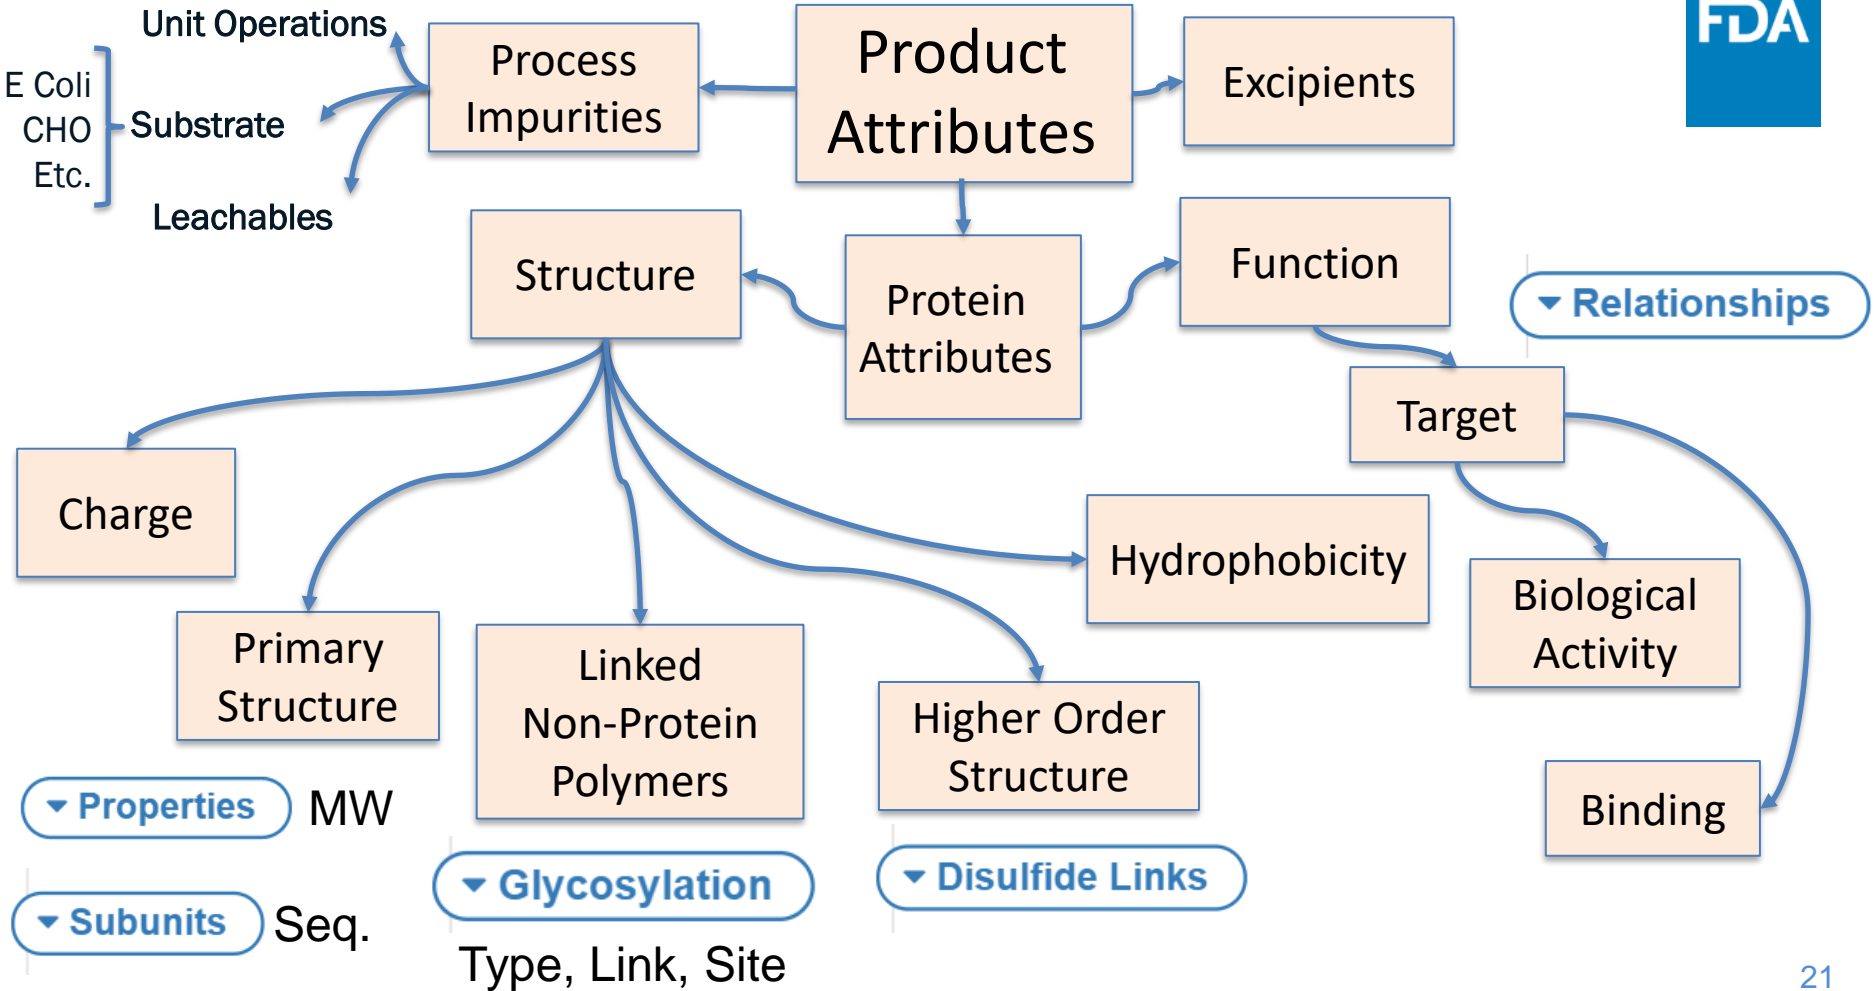 Unit Operations
E Coli
CHO
Etc.
Substrate
Leachables
Process
Impurities
Product
Attributes
Excipients
FDA
Structure
Protein
Attributes
Function
Relationships
Target
Charge
Hydrophobicity
Biological
Activity
Primary
Structure
Linked
Non-Protein
Polymers
Higher Order
Structure
Binding
Properties MW
Glycosylation
Disulfide Links
Subunits Seq.
Type, Link, Site
21